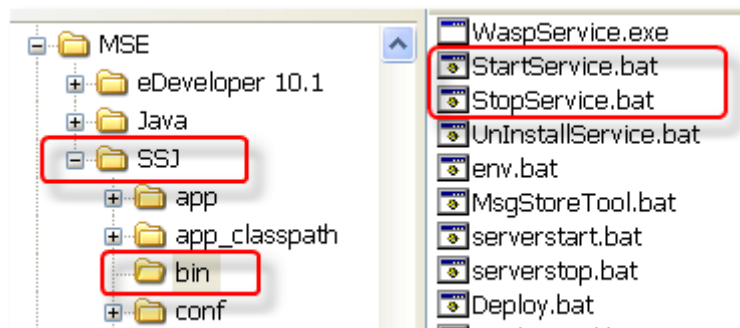 MSE
eDeveloper 10.1
Java
SSJ
app
app_classpath
bin
conf
WaspService.exe
StartService.bat
StopService.bat
UnInstallService.bat
env.bat
MsgStoreTool.bat
serverstart.bat
serverstop.bat
Deploy.bat